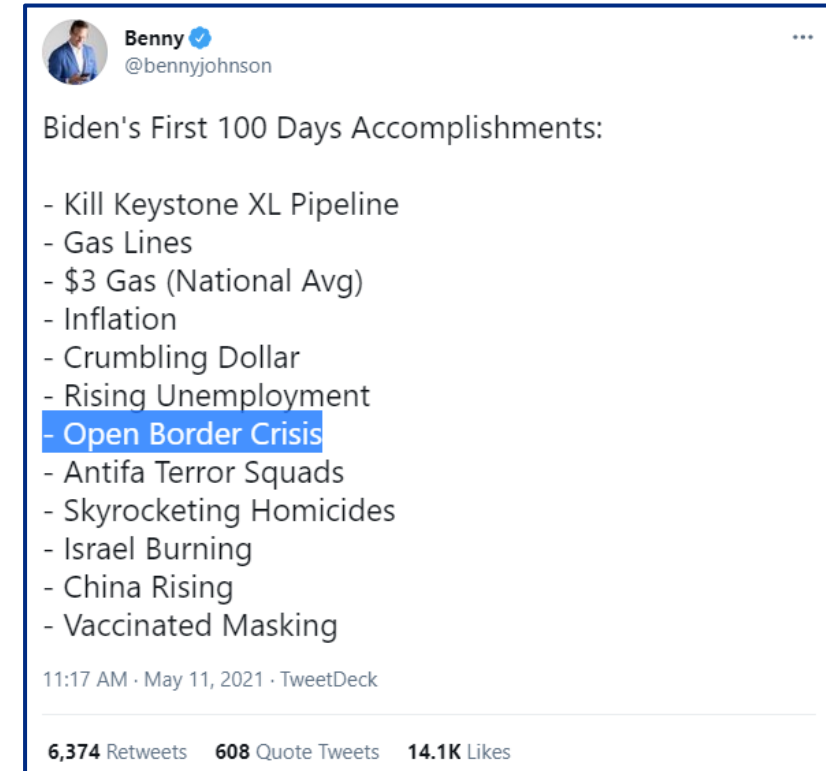 Benny
@bennyjohnson
Biden's First 100 Days Accomplishments:
- Kill Keystone XL Pipeline
- Gas Lines
- $3 Gas (National Avg)
- Inflation
- Crumbling Dollar
- Rising Unemployment
- Open Border Crisis
- Antifa Terror Squads
- Skyrocketing Homicides
- Israel Burning
- China Rising
- Vaccinated Masking
11:17 AM · May 11, 2021 · TweetDeck
6,374 Retweets 608 Quote Tweets 14.1K Likes